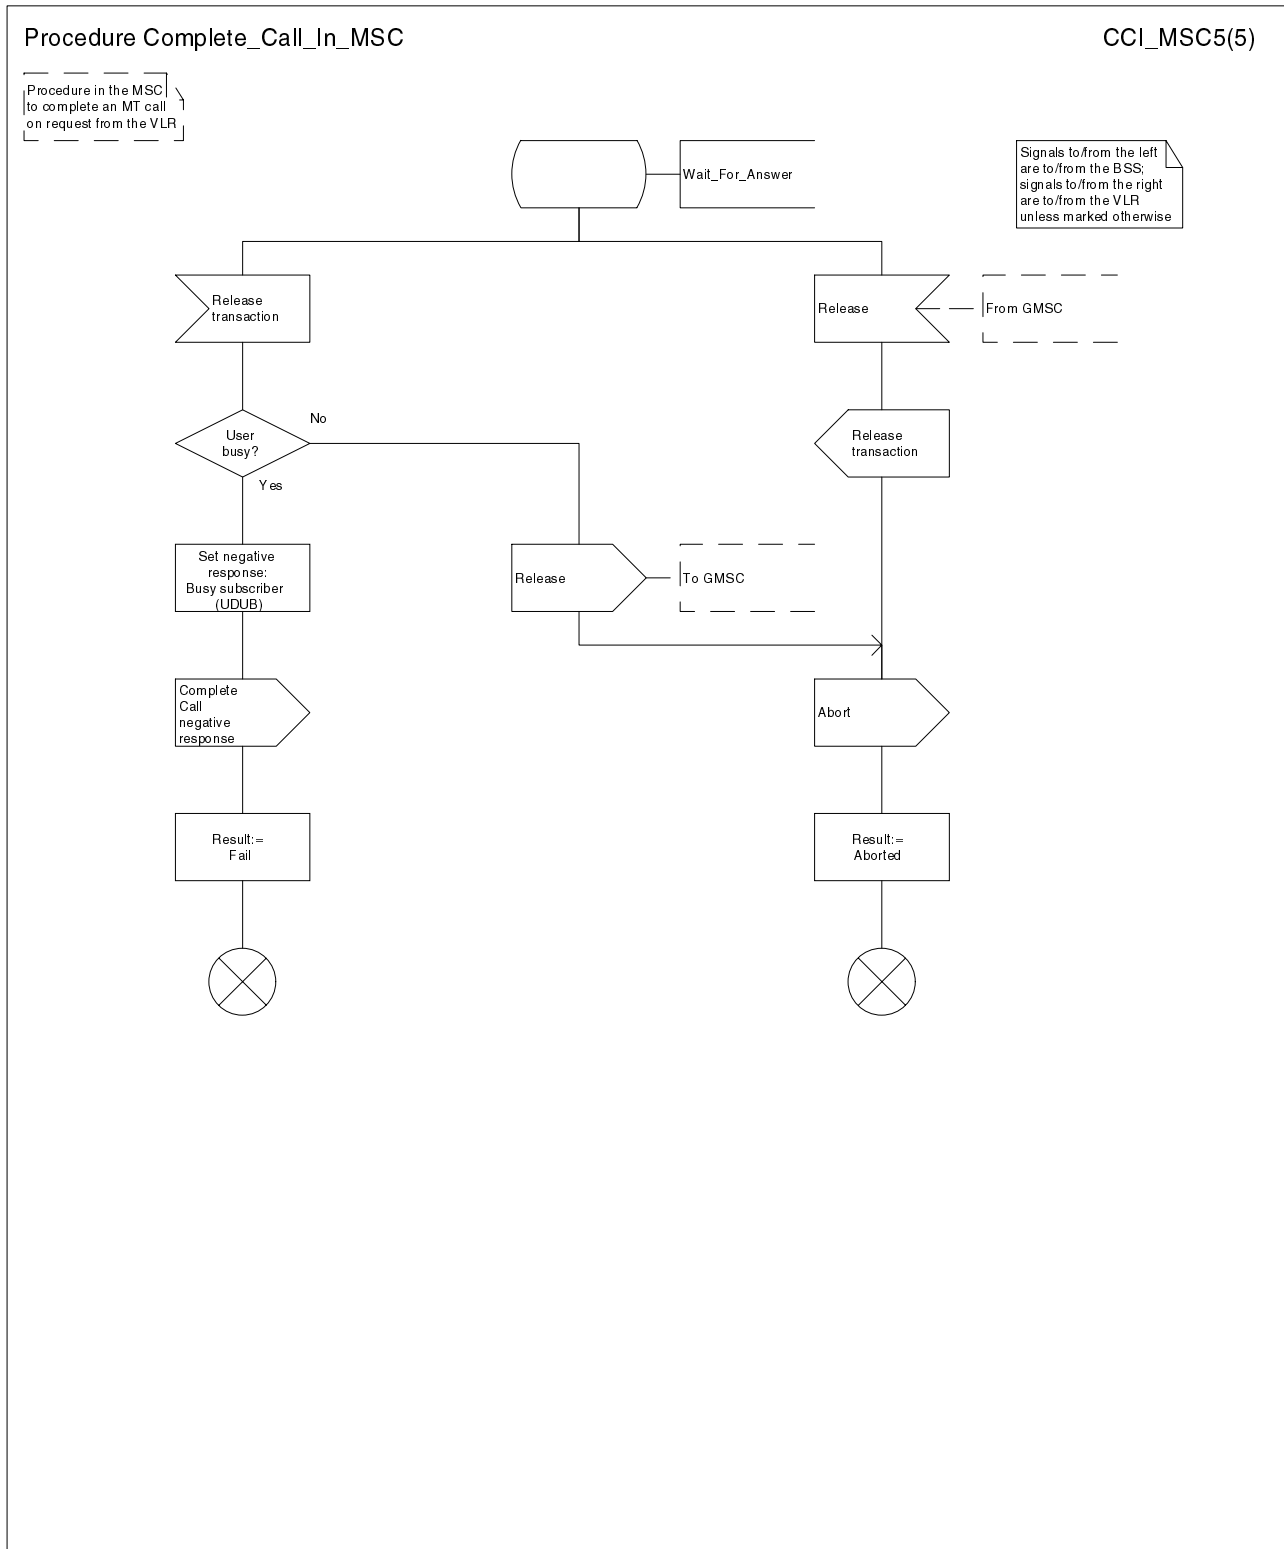 Procedure Complete_Call_In_MSC
CCI_MSC5(5)
Procedure in the MSC
to complete an MT call
on request from the VLR
Wait_For_Answer
Signals to/from the left
are to/from the BSS;
signals to/from the right
are to/from the VLR
unless marked otherwise
Release
transaction
Release
From GMSC
User
busy?
No
Yes
Release
transaction
Set negative
response:
Busy subscriber
(UDUB)
Release
To GMSC
Complete
Call
negative
response
Abort
Result:=
Fail
Result:=
Aborted